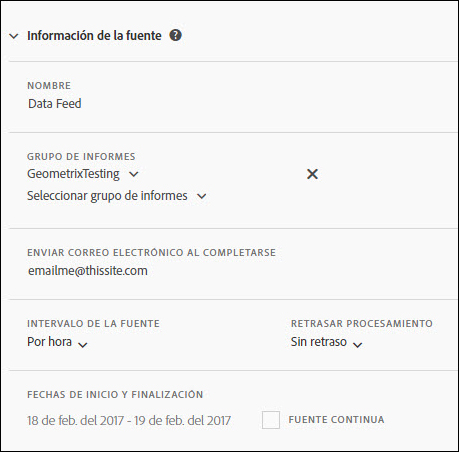 Información de la fuente ?
NOMBRE
Data Feed
GRUPO DE INFORMES
GeometrixTesting
Seleccionar grupo de informes
ENVIAR CORREO ELECTRÓNICO AL COMPLETARSE
emailme@thissite.com
INTERVALO DE LA FUENTE
Por hora
RETRASAR PROCESAMIENTO
Sin retraso
FECHAS DE INICIO Y FINALIZACIÓN
18 de feb. del 2017 - 19 de feb. del 2017
FUENTE CONTINUA